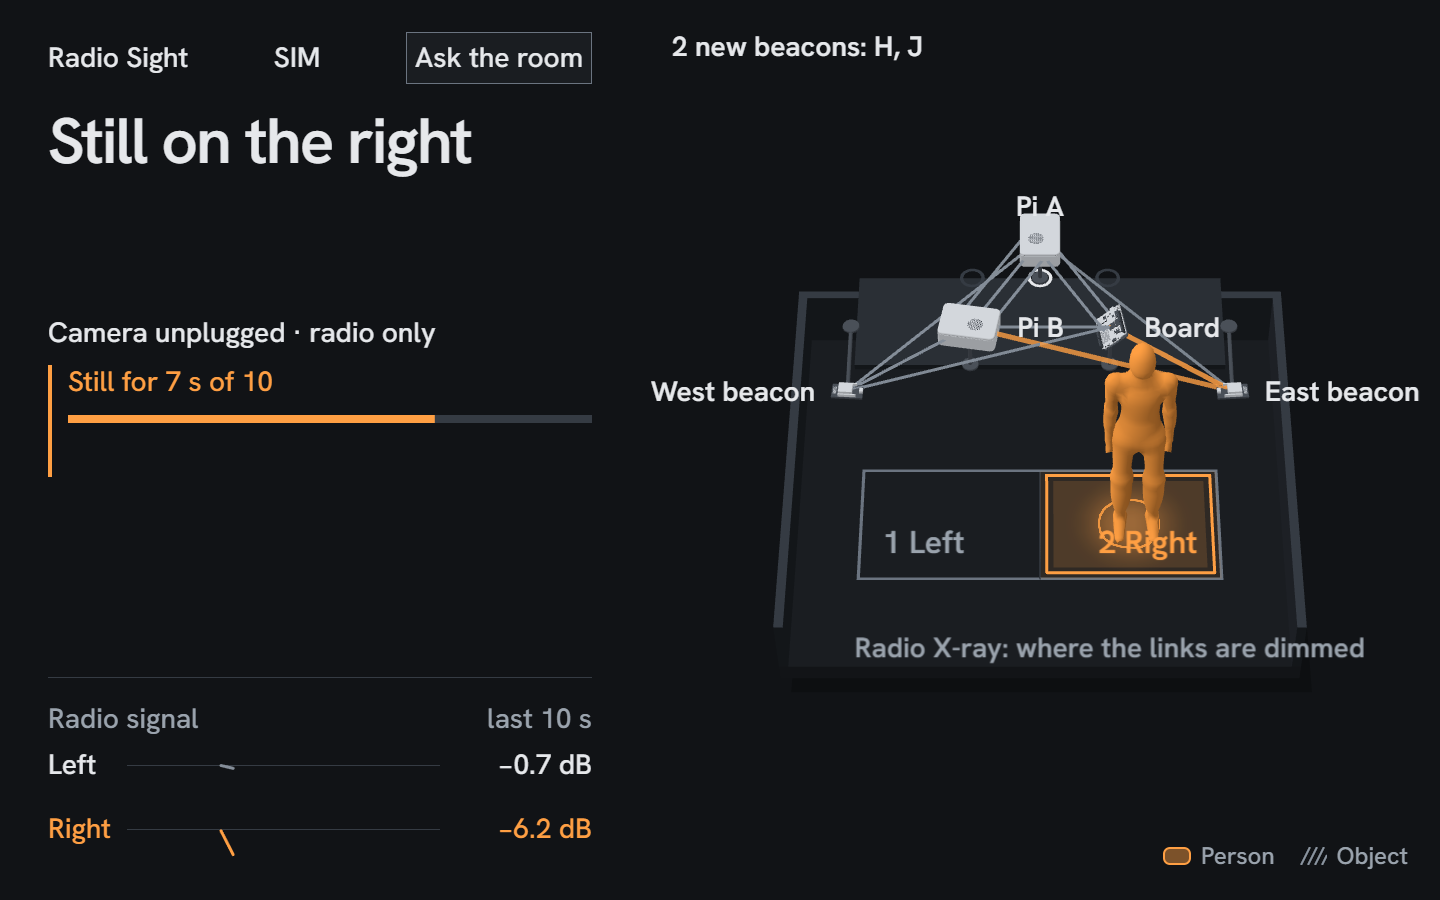 Radio Sight
SIM
Ask the room
2 new beacons: H, J
Still on the right
Pi A
Pi B
Board
West beacon
East beacon
Camera unplugged · radio only
Still for 7 s of 10
1 Left
2 Right
Radio X-ray: where the links are dimmed
Radio signal
last 10 s
Left
−0.7 dB
Right
−6.2 dB
Person
Object